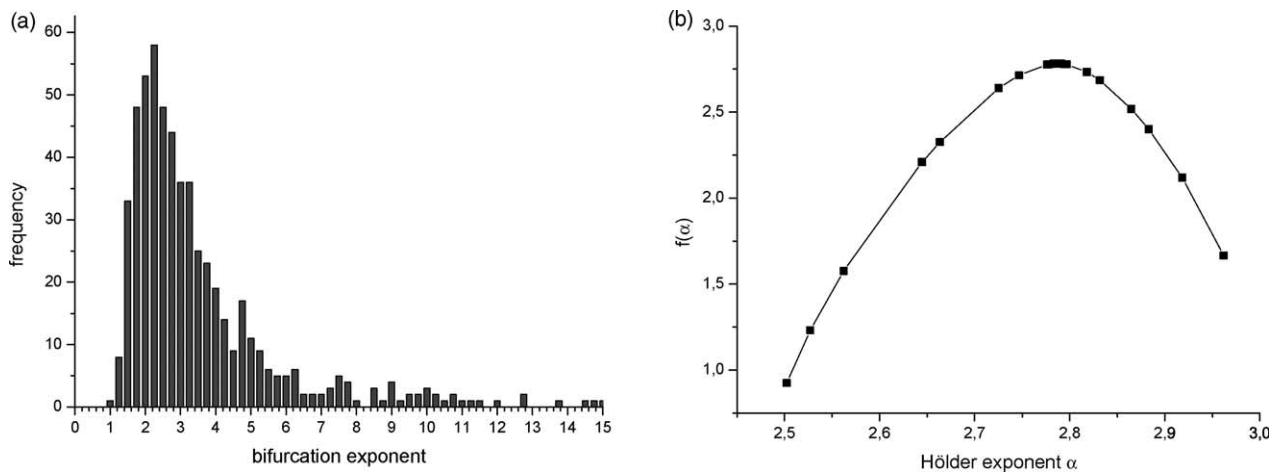 (a)
60
50
40
30
20
10
0
frequency
0 1 2 3 4 5 6 7 8 9 10 11 12 13 14 15
bifurcation exponent
(b)
3,0
2,5
2,0
1,5
1,0
f(α)
2,5 2,6 2,7 2,8 2,9 3,0
Hölder exponent α